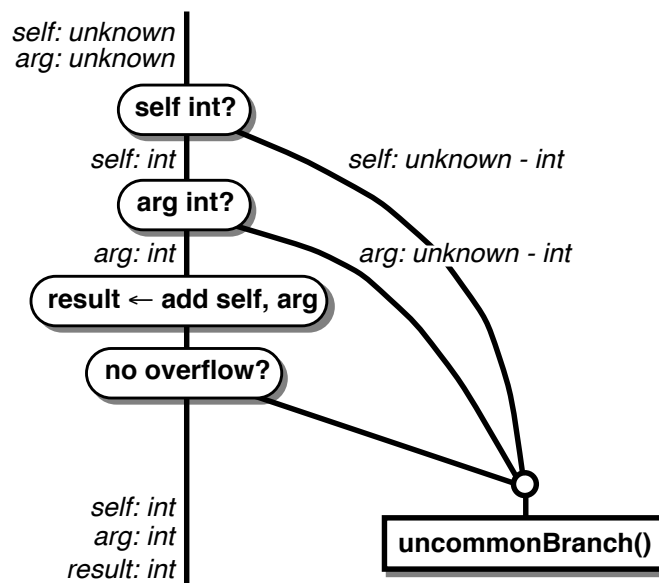 self: unknown
arg: unknown
self int?
self: int
self: unknown - int
arg int?
arg: int
arg: unknown - int
result ← add self, arg
no overflow?
self: int
arg: int
uncommonBranch()
result: int